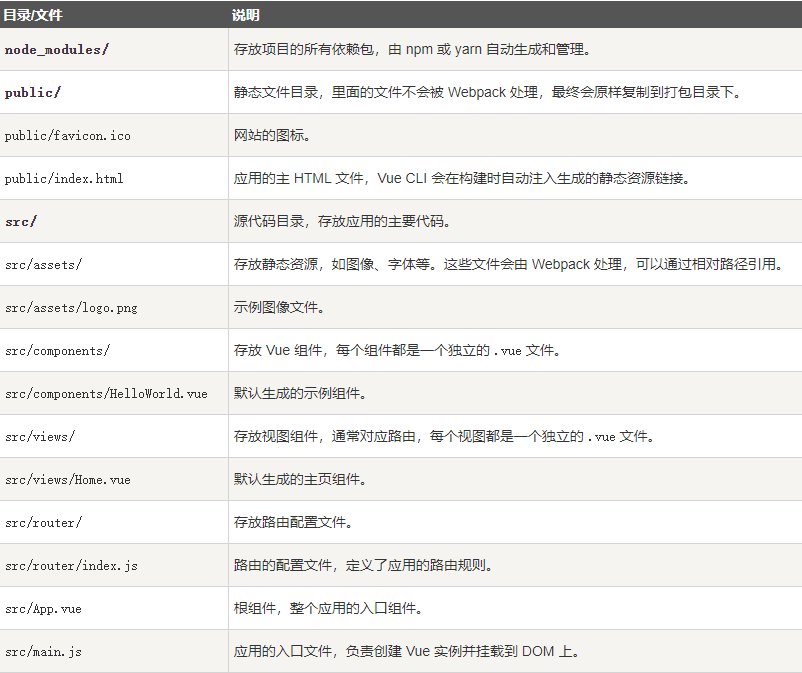 目录/文件 说明
node_modules/ 存放项目的所有依赖包，由 npm 或 yarn 自动生成和管理。
public/ 静态文件目录，里面的文件不会被 Webpack 处理，最终会原样复制到打包目录下。
public/favicon.ico 网站的图标。
public/index.html 应用的主 HTML 文件，Vue CLI 会在构建时自动注入生成的静态资源链接。
src/ 源代码目录，存放应用的主要代码。
src/assets/ 存放静态资源，如图像、字体等。这些文件会由 Webpack 处理，可以通过相对路径引用。
src/assets/logo.png 示例图像文件。
src/components/ 存放 Vue 组件，每个组件都是一个独立的 .vue 文件。
src/components/HelloWorld.vue 默认生成的示例组件。
src/views/ 存放视图组件，通常对应路由，每个视图都是一个独立的 .vue 文件。
src/views/Home.vue 默认生成的主页组件。
src/router/ 存放路由配置文件。
src/router/index.js 路由的配置文件，定义了应用的路由规则。
src/App.vue 根组件，整个应用的入口组件。
src/main.js 应用的入口文件，负责创建 Vue 实例并挂载到 DOM 上。